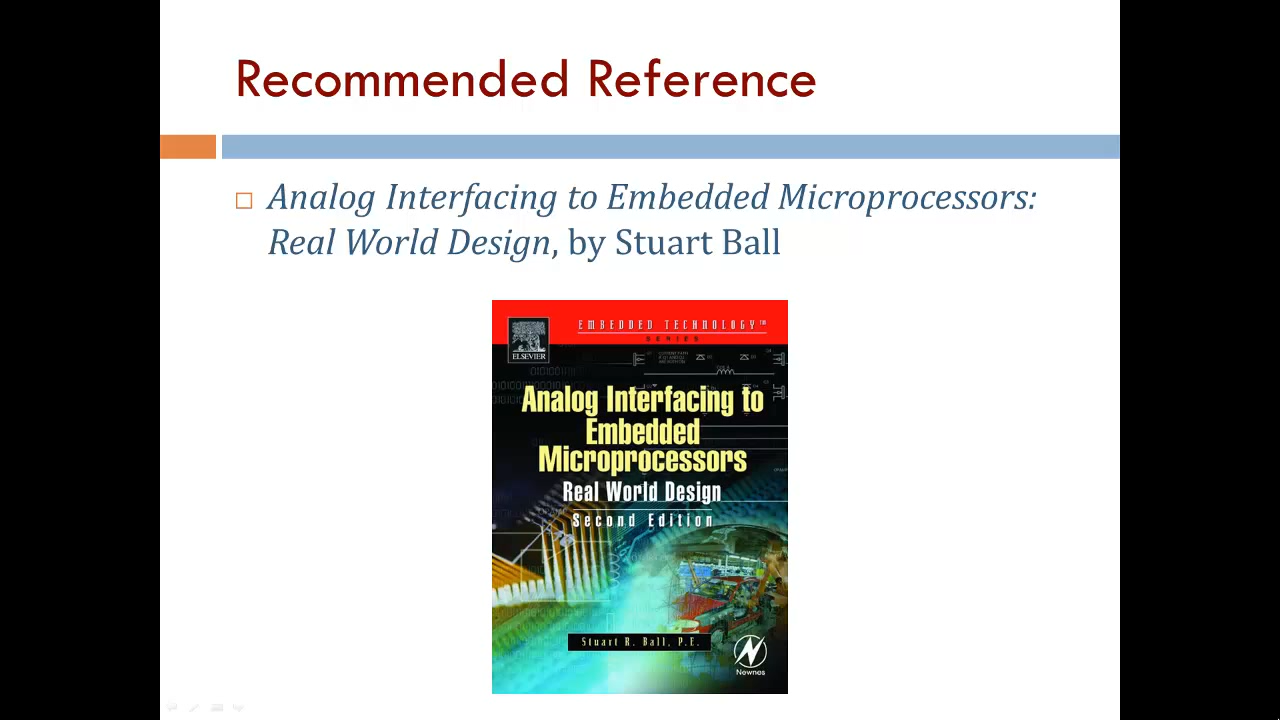 Recommended Reference
Analog Interfacing to Embedded Microprocessors:
Real World Design, by Stuart Ball
EMBEDDED TECHNOLOGY™
SERIES
ELSEVIER
Analog Interfacing to
Embedded
Microprocessors
Real World Design
Second Edition
Stuart R. Ball, P.E.
Newnes